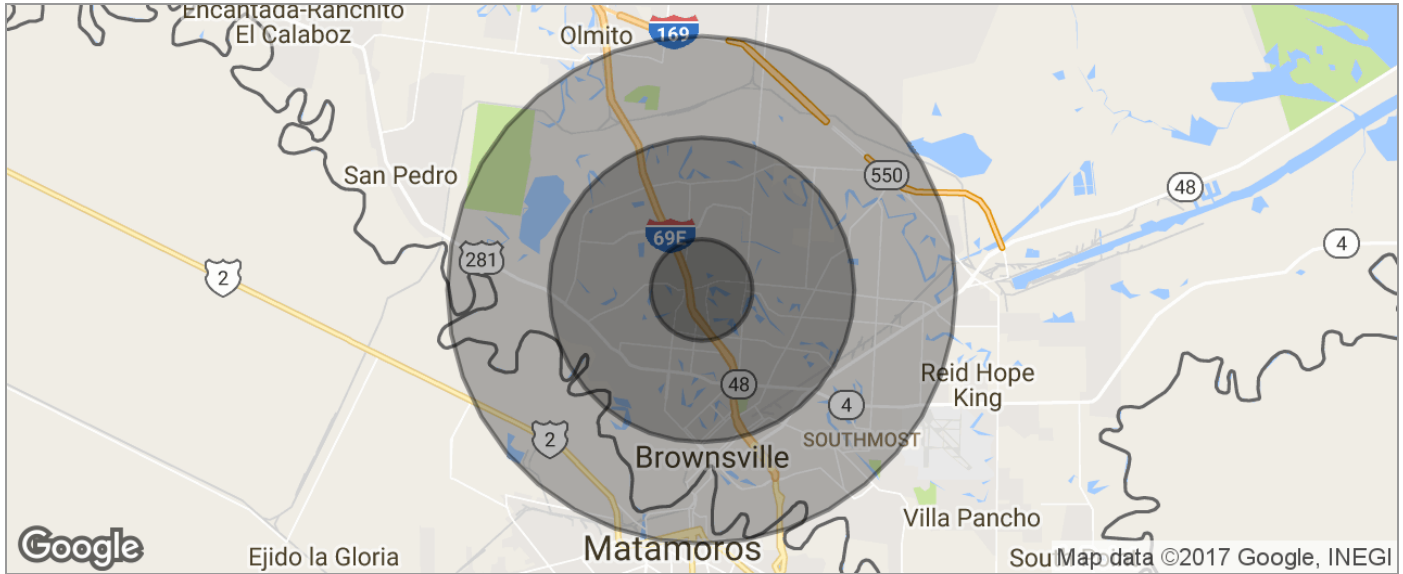 Encantada-Ranchito
El Calaboz
Olmito
169
San Pedro
550
48
69E
281
4
2
48
Reid Hope
King
4
2
SOUTHMOST
Brownsville
Villa Pancho
Matamoros
Google
Ejido la Gloria
Map data ©2017 Google, INEGI